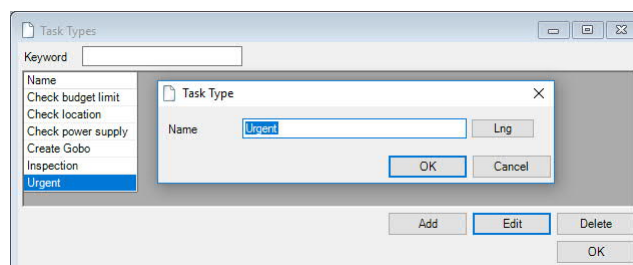 Task Types
Keyword
Name
Check budget limit
Check location
Check power supply
Create Gobo
Inspection
Urgent
Task Type
Name Urgent Lng
OK Cancel
Add Edit Delete
OK